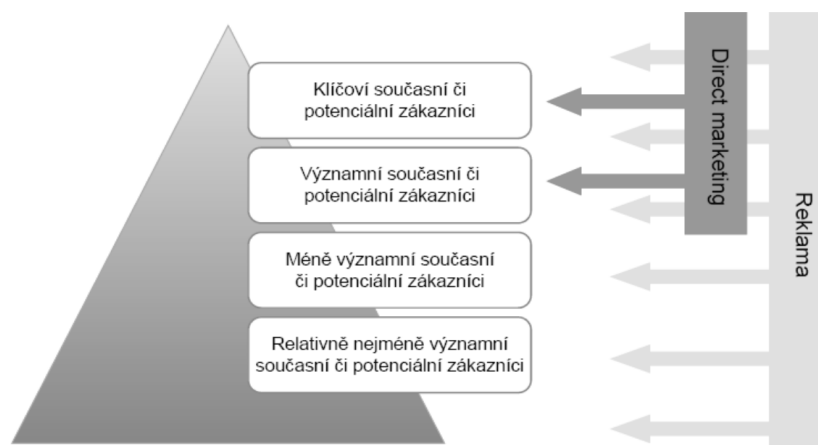 Klíčoví současní či
potenciální zákazníci
Významní současní či
potenciální zákazníci
Méně významní současní
či potenciální zákazníci
Relativně nejméně významní
současní či potenciální zákazníci
Direct marketing
Reklama